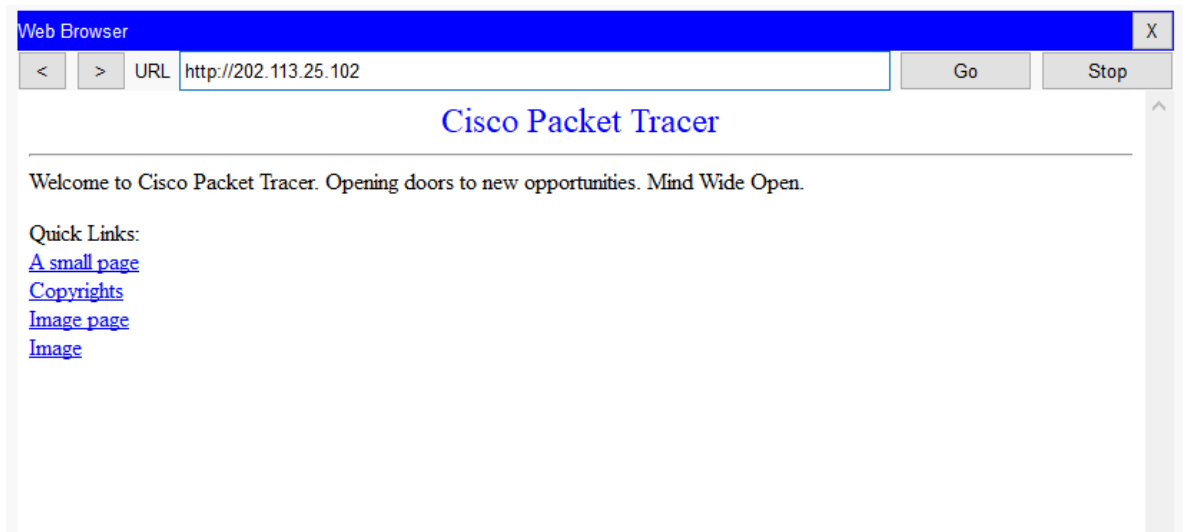 Web Browser X
< > URL http://202.113.25.102 Go Stop
Cisco Packet Tracer
Welcome to Cisco Packet Tracer. Opening doors to new opportunities. Mind Wide Open.
Quick Links:
A small page
Copyrights
Image page
Image